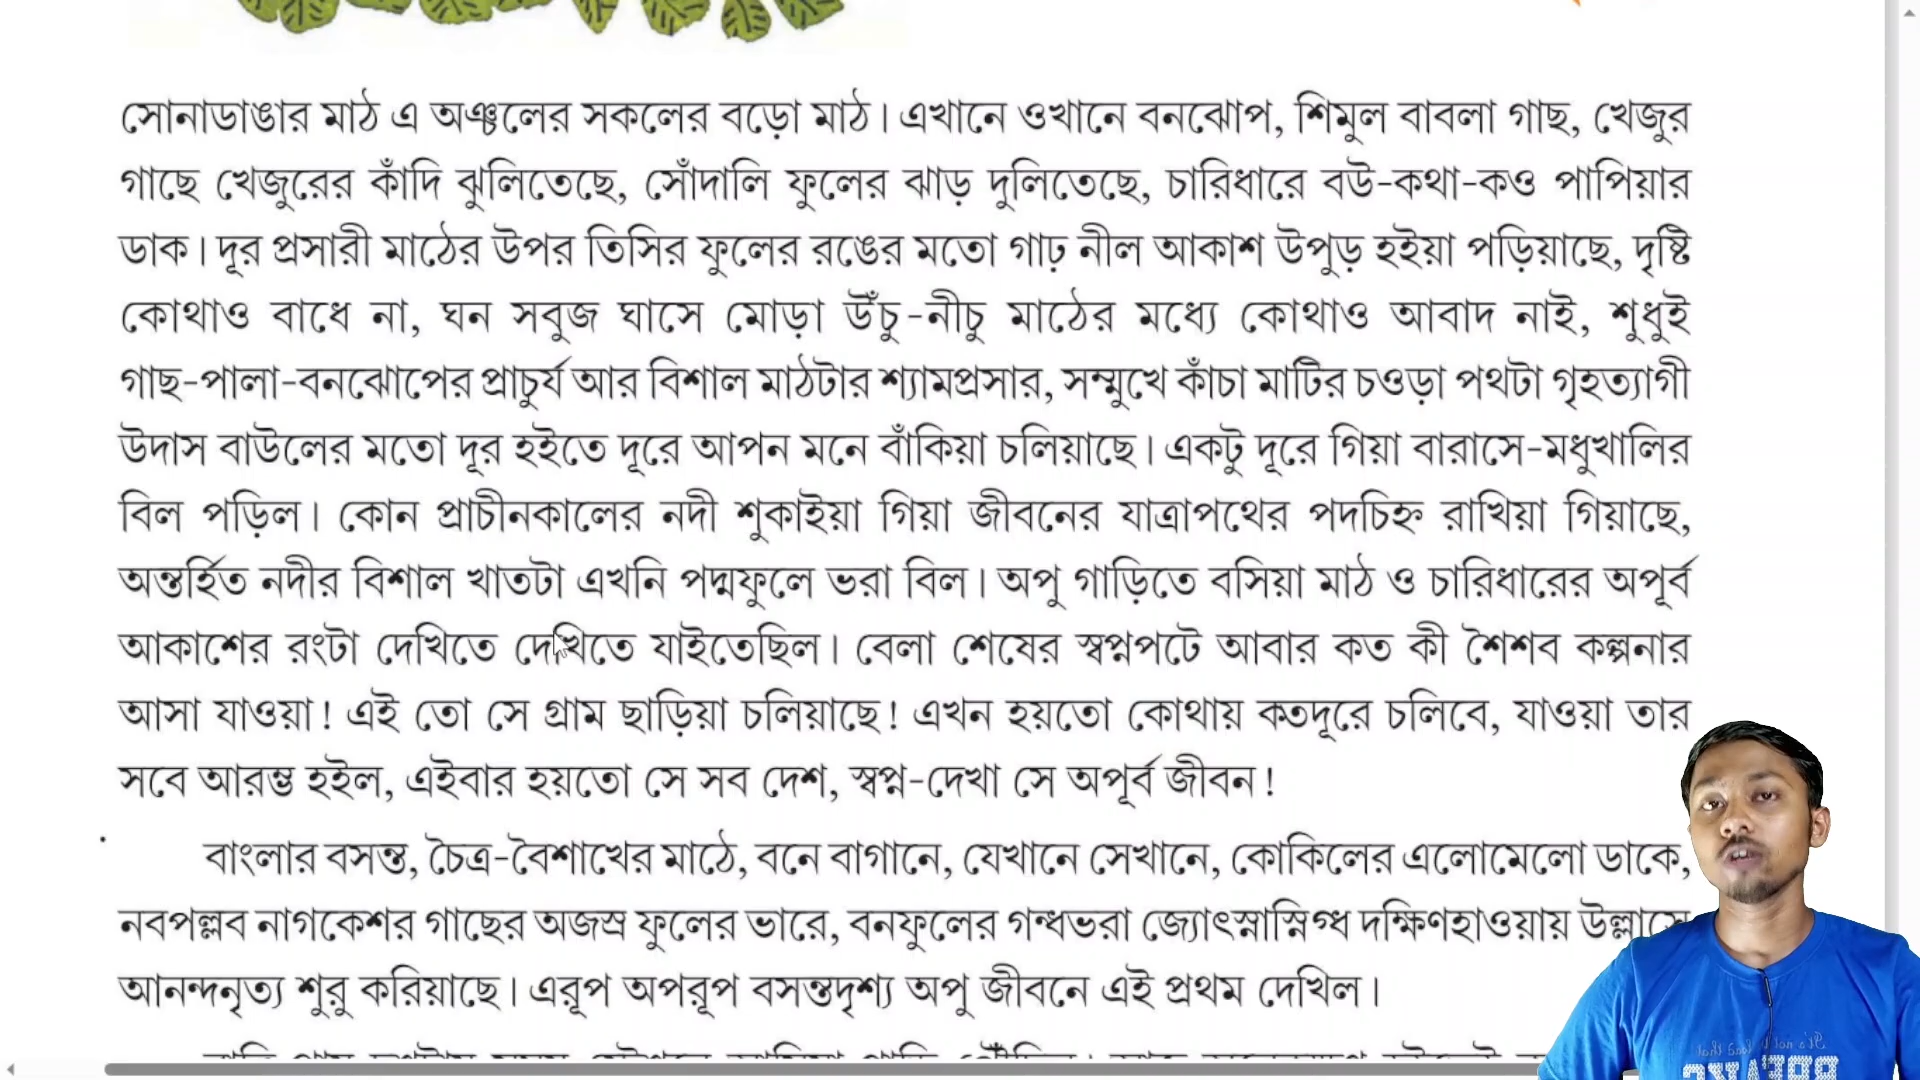 সোনাডাঙার মাঠ এ অঞ্চলের সকলের বড়ো মাঠ। এখানে ওখানে বনঝোপ, শিমুল বাবলা গাছ, খেজুর
গাছে খেজুরের কাঁদি ঝুলিতেছে, সোঁদালি ফুলের ঝাড় দুলিতেছে, চারিধারে বউ-কথা-কও পাপিয়ার
ডাক। দূর প্রসারী মাঠের উপর তিসির ফুলের রঙের মতো গাঢ় নীল আকাশ উপুড় হইয়া পড়িয়াছে, দৃষ্টি
কোথাও বাধে না, ঘন সবুজ ঘাসে মোড়া উঁচু-নীচু মাঠের মধ্যে কোথাও আবাদ নাই, শুধুই
গাছ-পালা-বনঝোপের প্রাচুর্য আর বিশাল মাঠটার শ্যামপ্রসার, সম্মুখে কাঁচা মাটির চওড়া পথটা গৃহত্যাগী
উদাস বাউলের মতো দূর হইতে দূরে আপন মনে বাঁকিয়া চলিয়াছে। একটু দূরে গিয়া বারাসে-মধুখালির
বিল পড়িল। কোন প্রাচীনকালের নদী শুকাইয়া গিয়া জীবনের যাত্রাপথের পদচিহ্ন রাখিয়া গিয়াছে,
অন্তর্হিত নদীর বিশাল খাতটা এখনি পদ্মফুলে ভরা বিল। অপু গাড়িতে বসিয়া মাঠ ও চারিধারের অপূর্ব
আকাশের রংটা দেখিতে দেখিতে যাইতেছিল। বেলা শেষের স্বপ্নপটে আবার কত কী শৈশব কল্পনার
আসা যাওয়া! এই তো সে গ্রাম ছাড়িয়া চলিয়াছে! এখন হয়তো কোথায় কতদূরে চলিবে, যাওয়া তার
সবে আরম্ভ হইল, এইবার হয়তো সে সব দেশ, স্বপ্ন-দেখা সে অপূর্ব জীবন!
বাংলার বসন্ত, চৈত্র-বৈশাখের মাঠে, বনে বাগানে, যেখানে সেখানে, কোকিলের এলোমেলো ডাকে,
নবপল্লব নাগকেশর গাছের অজস্র ফুলের ভারে, বনফুলের গন্ধভরা জ্যোৎস্নাস্নিগ্ধ দক্ষিণহাওয়ায় উল্লাসে
আনন্দনৃত্য শুরু করিয়াছে। এরূপ অপরূপ বসন্তদৃশ্য অপু জীবনে এই প্রথম দেখিল।